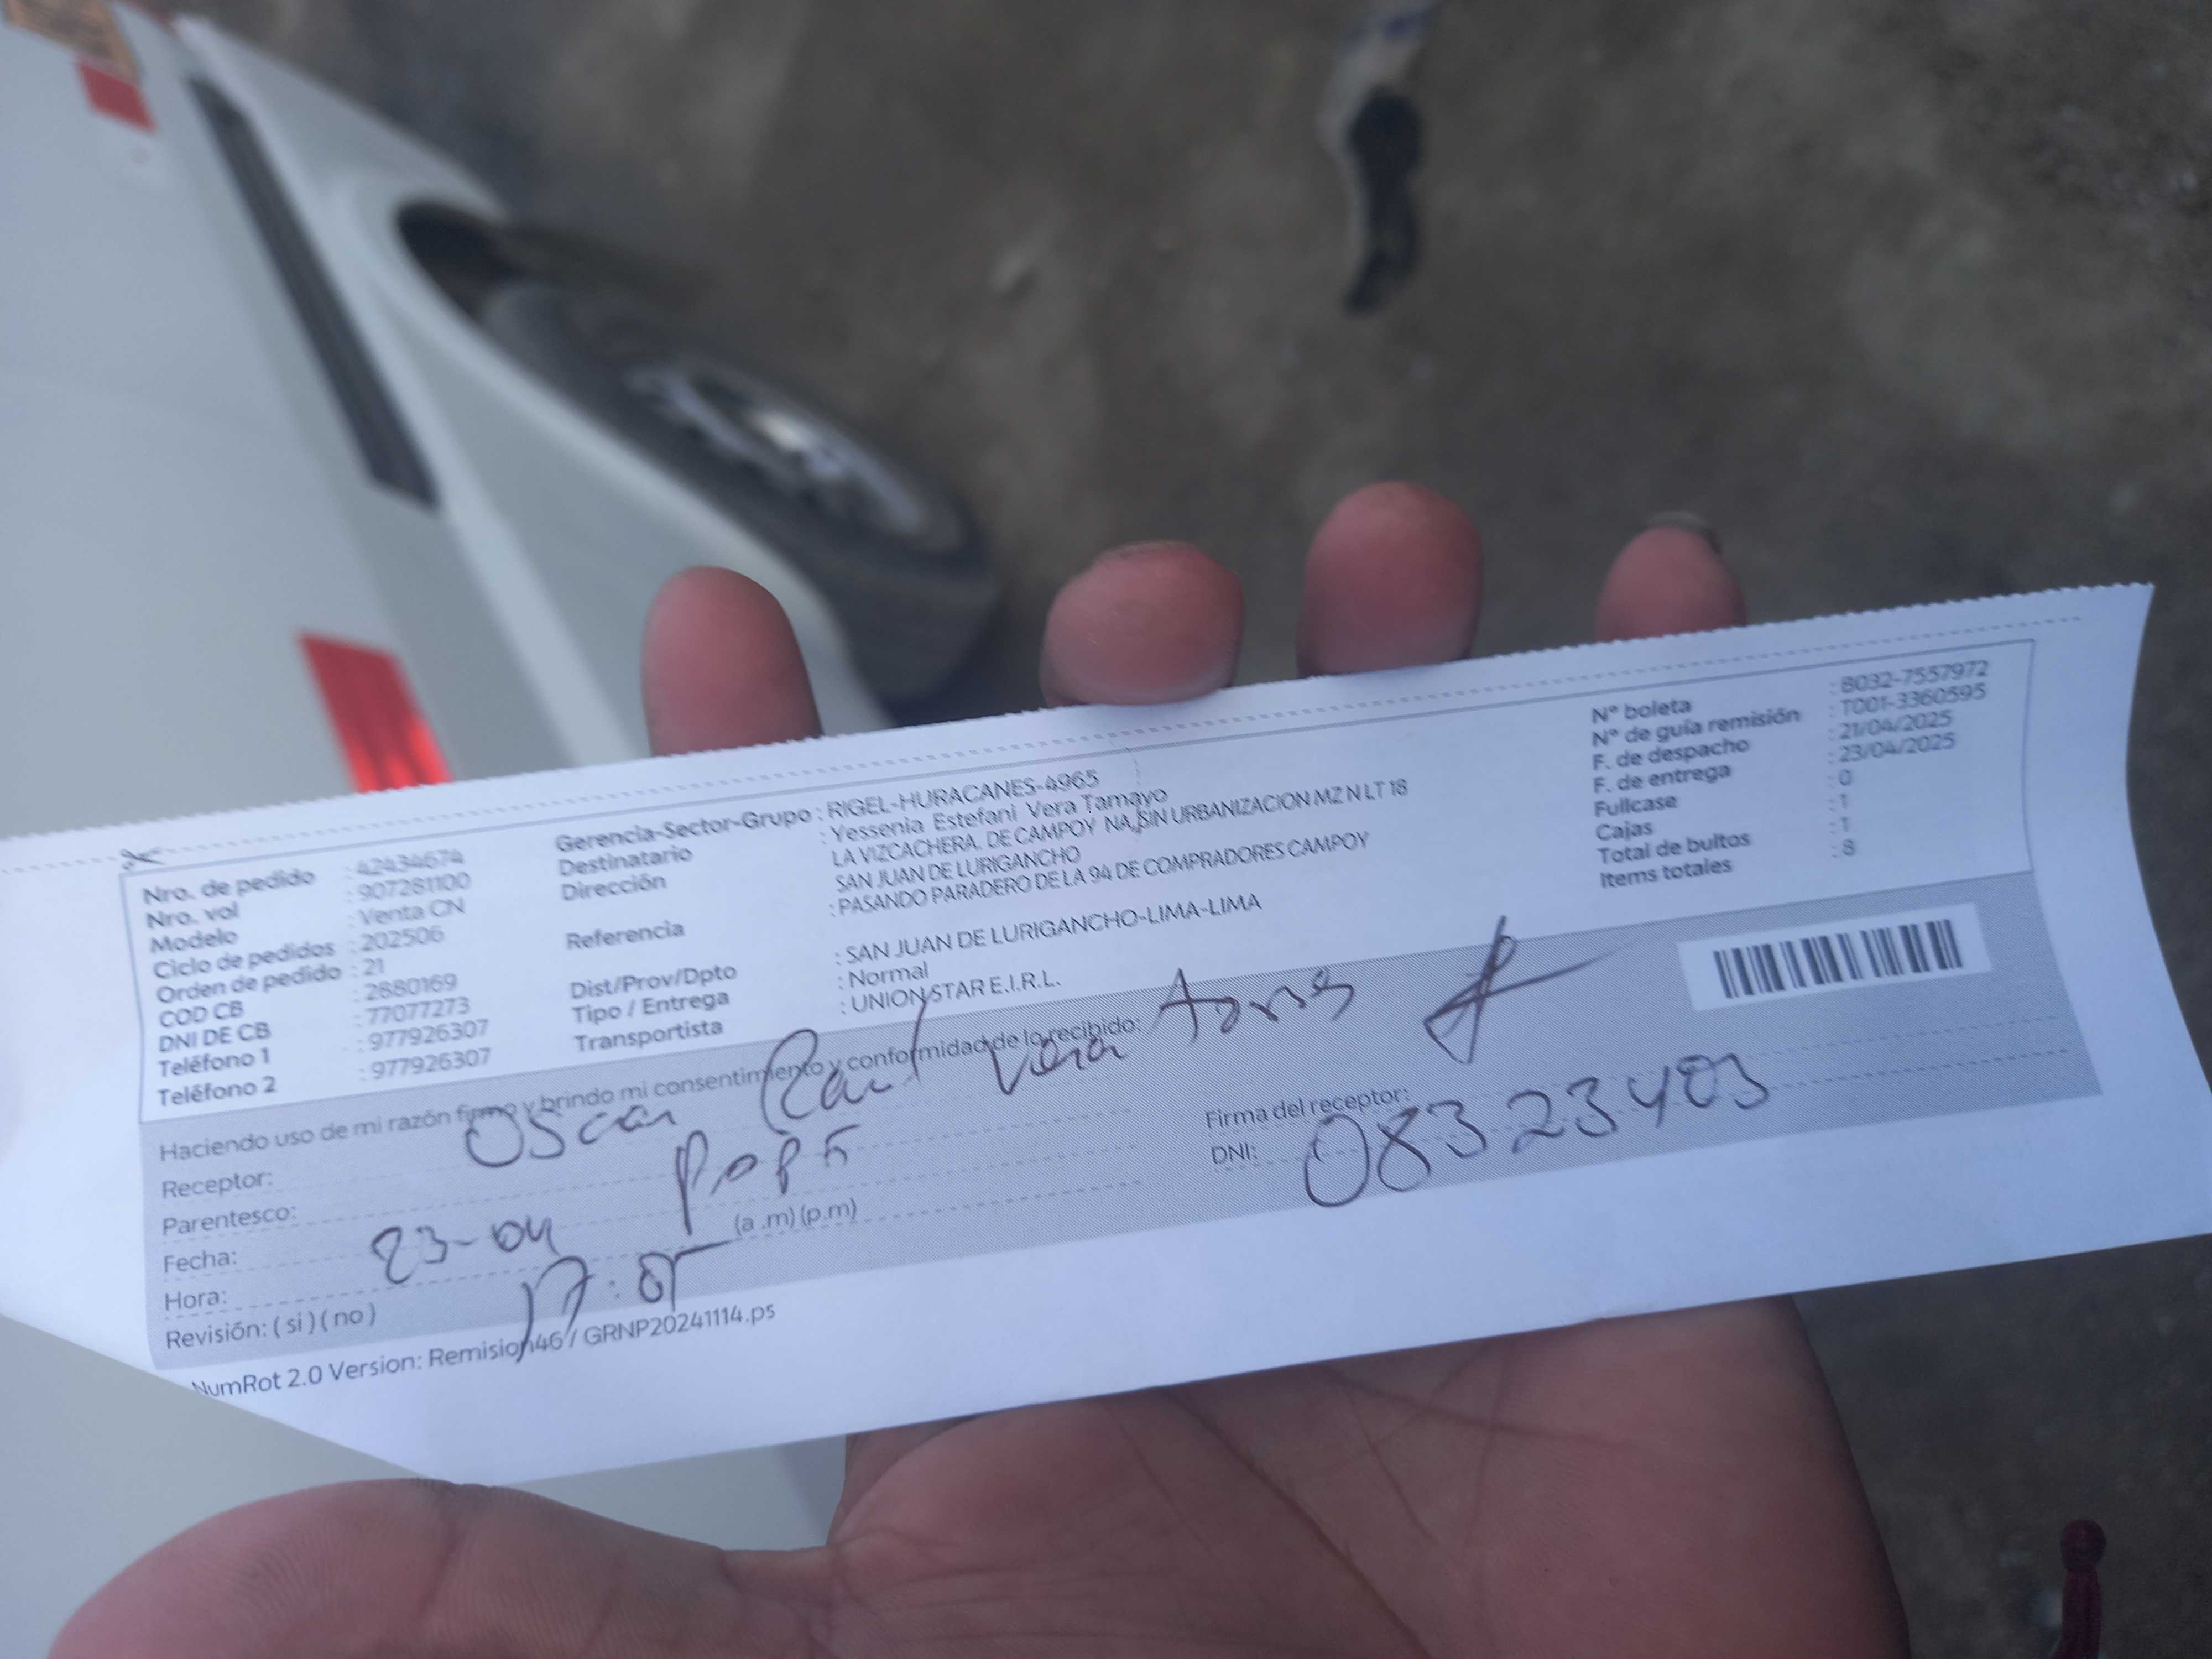 Nro. de pedido : 42434674
Nro. vol : 907281100
Modelo : Venta CN
Ciclo de pedidos : 202506
Orden de pedido : 21
COD CB : 2880169
DNI DE CB : 77077273
Teléfono 1 : 977926307
Teléfono 2 : 977926307
Gerencia-Sector-Grupo : RIGEL-HURACANES-4965
Destinatario : Yessenia Estefani Vera Tamayo
Dirección LA VIZCACHERA. DE CAMPOY NA,SIN URBANIZACION MZ N LT 18
SAN JUAN DE LURIGANCHO
Referencia : PASANDO PARADERO DE LA 94 DE COMPRADORES CAMPOY
Dist/Prov/Dpto : SAN JUAN DE LURIGANCHO-LIMA-LIMA
Tipo / Entrega : Normal
Transportista : UNION STAR E.I.R.L.
N° boleta : B032-7557972
N° de guía remisión : T001-3360595
F. de despacho : 21/04/2025
F. de entrega : 23/04/2025
Fullcase : 0
Cajas : 1
Total de bultos : 1
Items totales : 8
Haciendo uso de mi razón firmo y brindo mi consentimiento y conformidad de lo recibido:
Receptor: Oscar Raul Vera
Parentesco: papá
Fecha: 23-04
Hora: 17:05 (a .m) (p.m)
Revisión: ( si ) ( no )
Firma del receptor:
DNI: 08323403
NumRot 2.0 Version: Remision46 / GRNP20241114.ps